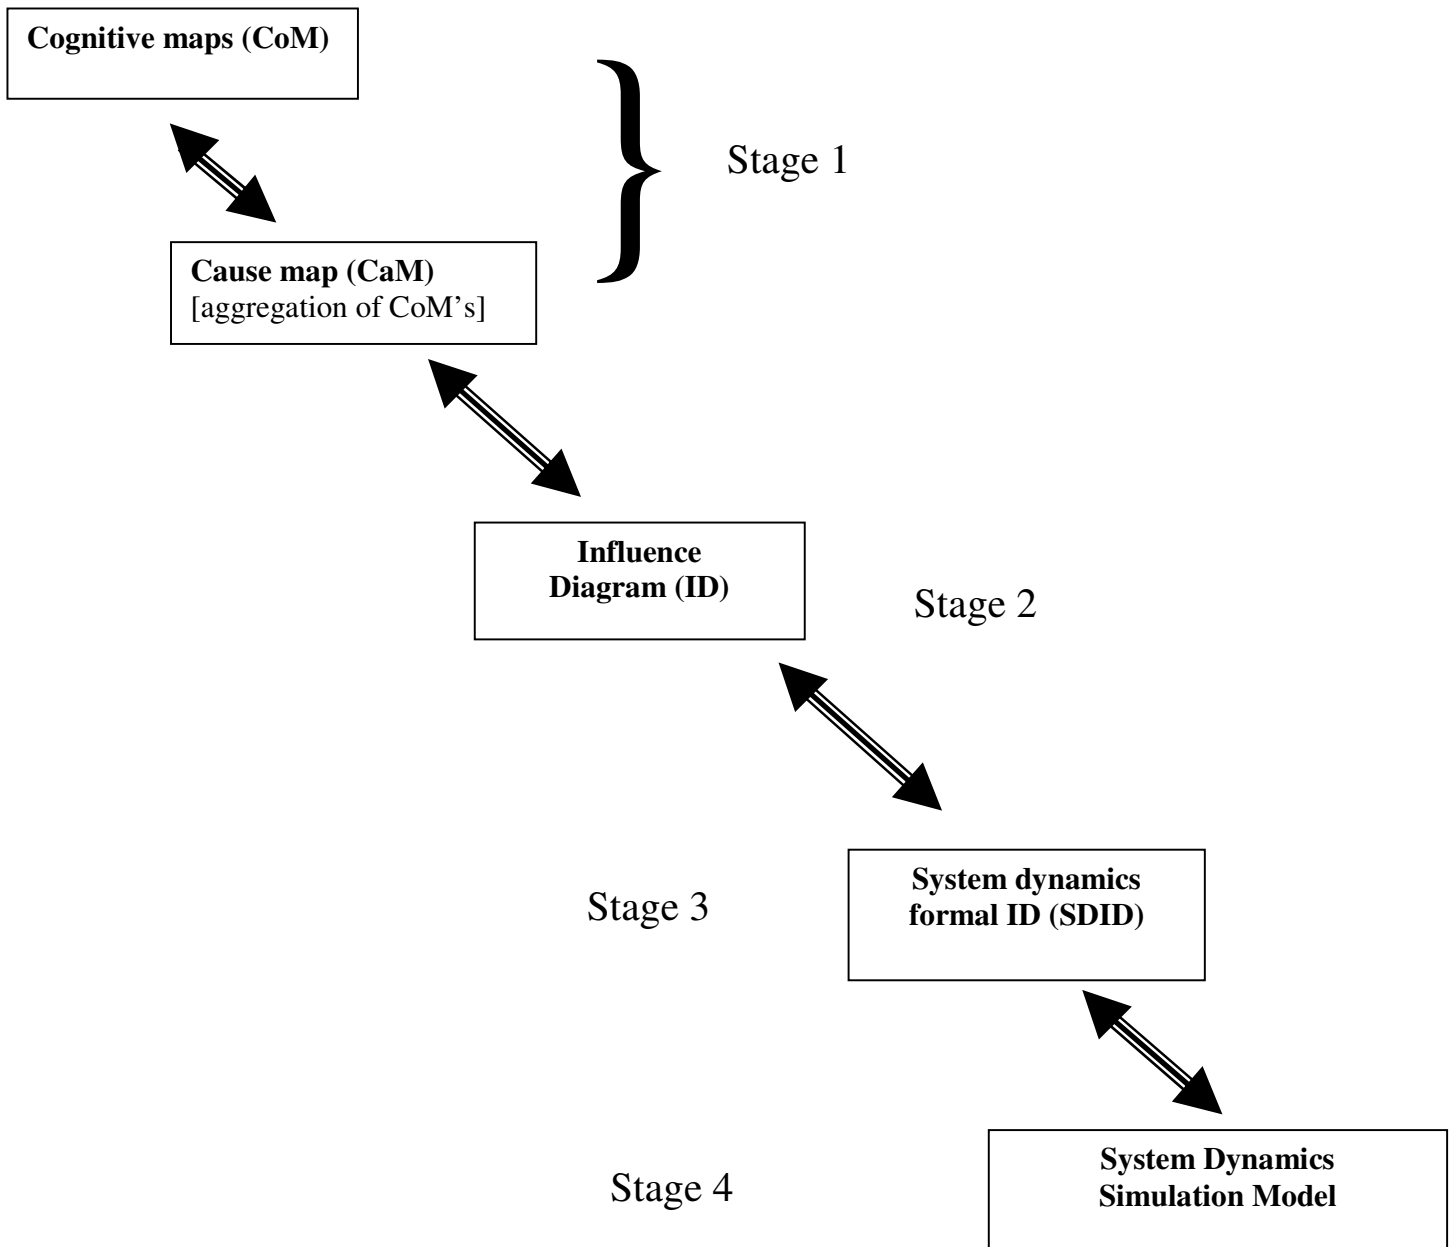 Cognitive maps (CoM)
Stage 1
Cause map (CaM)
[aggregation of CoM’s]
Influence
Diagram (ID)
Stage 2
System dynamics
formal ID (SDID)
Stage 3
System Dynamics
Simulation Model
Stage 4